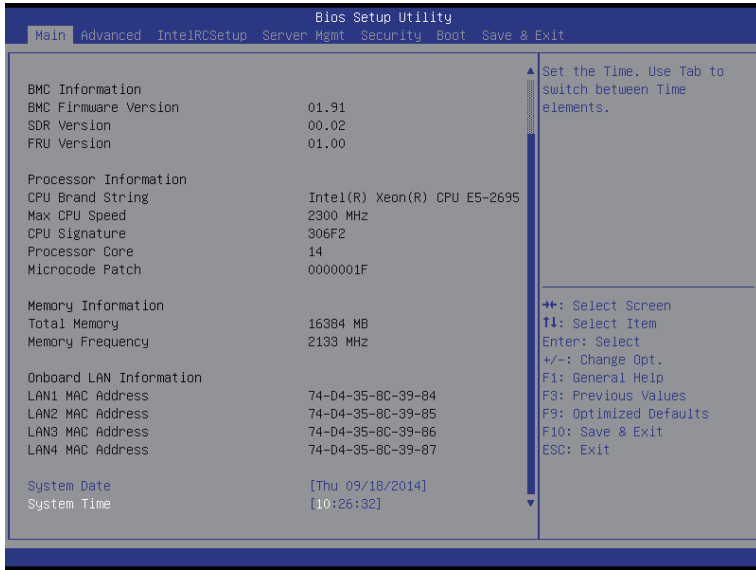 Bios Setup Utility
Main Advanced IntelRCSetup Server Mgmt Security Boot Save & Exit
BMC Information
BMC Firmware Version 01.91
SDR Version 00.02
FRU Version 01.00
Processor Information
CPU Brand String Intel(R) Xeon(R) CPU E5-2695
Max CPU Speed 2300 MHz
CPU Signature 306F2
Processor Core 14
Microcode Patch 0000001F
Memory Information
Total Memory 16384 MB
Memory Frequency 2133 MHz
Onboard LAN Information
LAN1 MAC Address 74-D4-35-8C-39-84
LAN2 MAC Address 74-D4-35-8C-39-85
LAN3 MAC Address 74-D4-35-8C-39-86
LAN4 MAC Address 74-D4-35-8C-39-87
System Date [Thu 09/18/2014]
System Time [10:26:32]
Set the Time. Use Tab to
switch between Time
elements.
→←: Select Screen
↑↓: Select Item
Enter: Select
+/-: Change Opt.
F1: General Help
F3: Previous Values
F9: Optimized Defaults
F10: Save & Exit
ESC: Exit